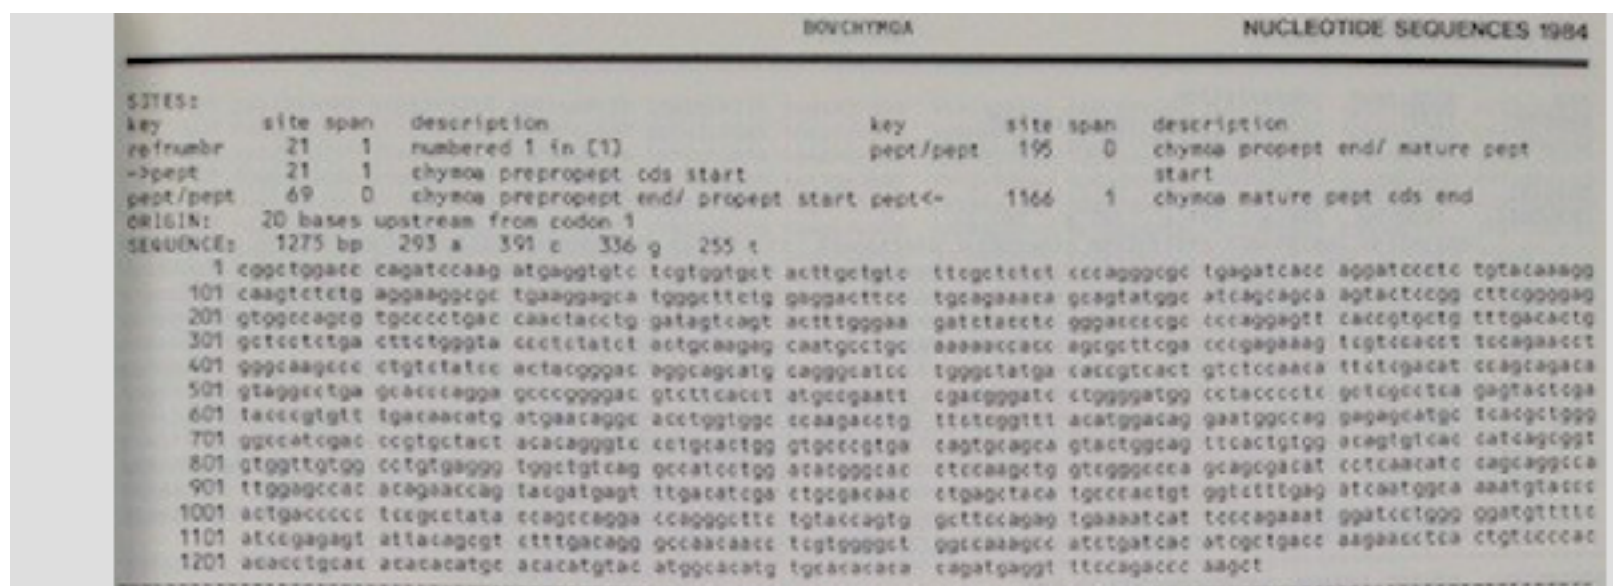 BOVCHYMOA NUCLEOTIDE SEQUENCES 1984
SITES:
key site span description key site span description
refnumbr 21 1 numbered 1 in [1] pept/pept 195 0 chymoa propept end/ mature pept
->pept 21 1 chymoa prepropept cds start start
pept/pept 69 0 chymoa prepropept end/ propept start pept<- 1166 1 chymoa mature pept cds end
ORIGIN: 20 bases upstream from codon 1
SEQUENCE: 1275 bp 293 a 391 c 336 g 255 t
1 cggctggacc cagatccaag atgaggtgtc tcgtggtgct acttgctgtc ttcgctctct cccagggcgc tgagatcacc aggatccctc tgtacaaagg
101 caagtctctg aggaaggcgc tgaaggagca tgggcttctg gaggacttcc tgcagaaaca gcagtatggc atcagcagca agtactccgg cttcggggag
201 gtggccagcg tgcccctgac caactacctg gatagtcagt actttgggaa gatctacctc gggaccccgc cccaggagtt caccgtgctg tttgacactg
301 gctcctctga cttctgggta ccctctatct actgcaagag caatgcctgc aaaaaccacc agcgcttcga cccgagaaag tcgtccacct tccagaacct
401 gggcaagccc ctgtctatcc actacgggac aggcagcatg cagggcatcc tgggctatga caccgtcact gtctccaaca ttctcgacat ccagcagaca
501 gtaggcctga gcacccagga gcccggggac gtcttcacct atgccgaatt cgacgggatc ctggggatgg cctacccctc gctcgcctca gagtactcga
601 tacccgtgtt tgacaacatg atgaacaggc acctggtggc ccaagacctg ttctcggttt acatggacag gaatggccag gagagcatgc tcacgctggg
701 ggccatcgac ccgtgctact acacagggtc cctgcactgg gtgcccgtga cagtgcagca gtactggcag ttcactgtgg acagtgtcac catcagcggt
801 gtggttgtgg cctgtgaggg tggctgtcag gccatcctgg acacgggcac ctccaagctg gtcgggccca gcagcgacat cctcaacatc cagcaggcca
901 ttggagccac acagaaccag tacgatgagt ttgacatcga ctgcgacaac ctgagctaca tgcccactgt ggtctttgag atcaatggca aaatgtaccc
1001 actgaccccc tccgcctata ccagccagga ccagggcttc tgtaccagtg gcttccagag tgaaaatcat tcccagaaat ggatcctggg ggatgttttc
1101 atccgagagt attacagcgt ctttgacagg gccaacaacc tcgtggggct ggccaaagcc atctgatcac atcgctgacc aagaacctca ctgtccccac
1201 acacctgcac acacacatgc acacatgtac atggcacatg tgcacacaca cagatgaggt ttccagaccc aagct